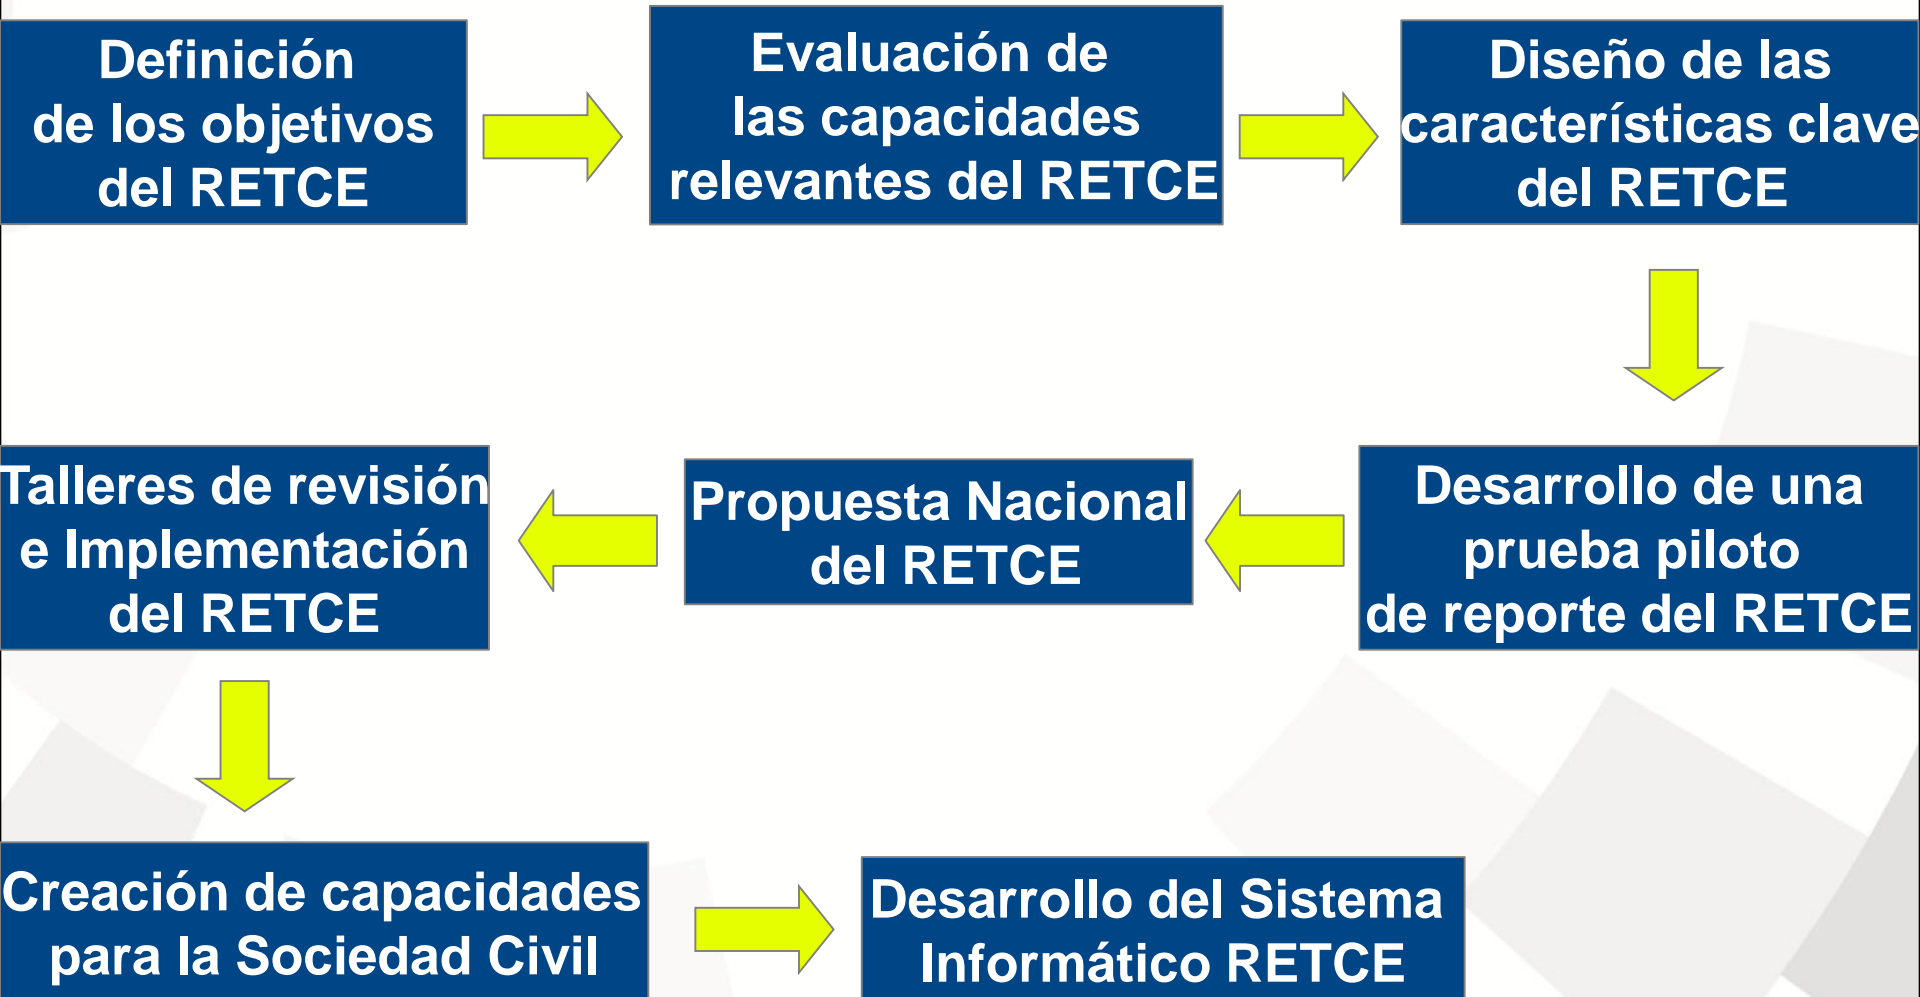 Definición
de los objetivos
del RETCE
Evaluación de
las capacidades
relevantes del RETCE
Diseño de las
características clave
del RETCE
Desarrollo de una
prueba piloto
de reporte del RETCE
Propuesta Nacional
del RETCE
Talleres de revisión
e Implementación
del RETCE
Creación de capacidades
para la Sociedad Civil
Desarrollo del Sistema
Informático RETCE